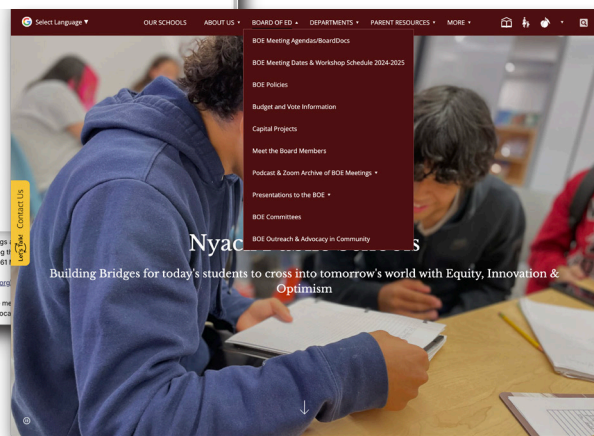 Select Language ▼
OUR SCHOOLS
ABOUT US ▾
BOARD OF ED ▴
DEPARTMENTS ▾
PARENT RESOURCES ▾
MORE ▾
BOE Meeting Agendas/BoardDocs
BOE Meeting Dates & Workshop Schedule 2024-2025
BOE Policies
Budget and Vote Information
Capital Projects
Meet the Board Members
Podcast & Zoom Archive of BOE Meetings ▾
Presentations to the BOE ▾
BOE Committees
BOE Outreach & Advocacy in Community
Let's Talk! Contact Us
Building Bridges for today's students to cross into tomorrow's world with Equity, Innovation &
Optimism